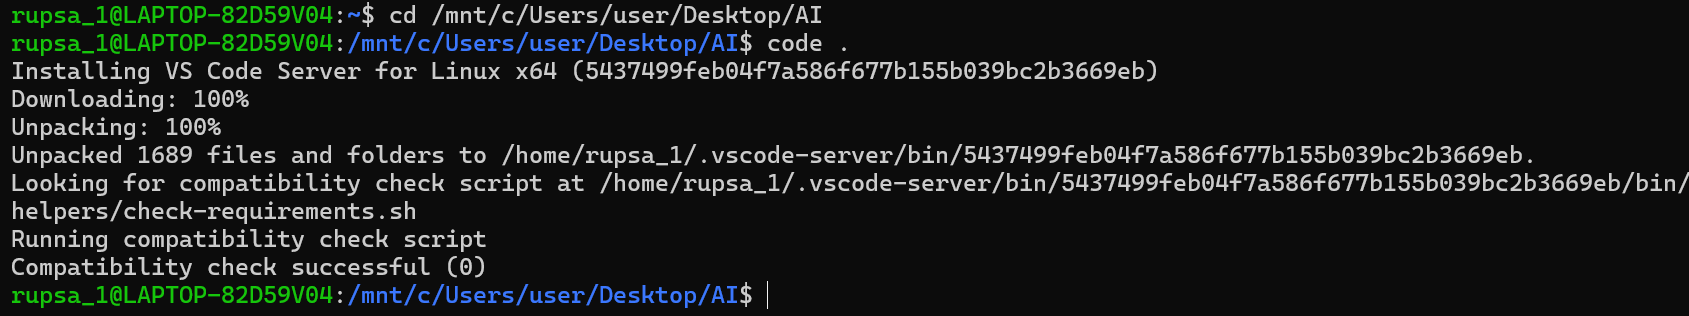 rupsa_1@LAPTOP-82D59V04:~$ cd /mnt/c/Users/user/Desktop/AI
rupsa_1@LAPTOP-82D59V04:/mnt/c/Users/user/Desktop/AI$ code .
Installing VS Code Server for Linux x64 (5437499feb04f7a586f677b155b039bc2b3669eb)
Downloading: 100%
Unpacking: 100%
Unpacked 1689 files and folders to /home/rupsa_1/.vscode-server/bin/5437499feb04f7a586f677b155b039bc2b3669eb.
Looking for compatibility check script at /home/rupsa_1/.vscode-server/bin/5437499feb04f7a586f677b155b039bc2b3669eb/bin/
helpers/check-requirements.sh
Running compatibility check script
Compatibility check successful (0)
rupsa_1@LAPTOP-82D59V04:/mnt/c/Users/user/Desktop/AI$